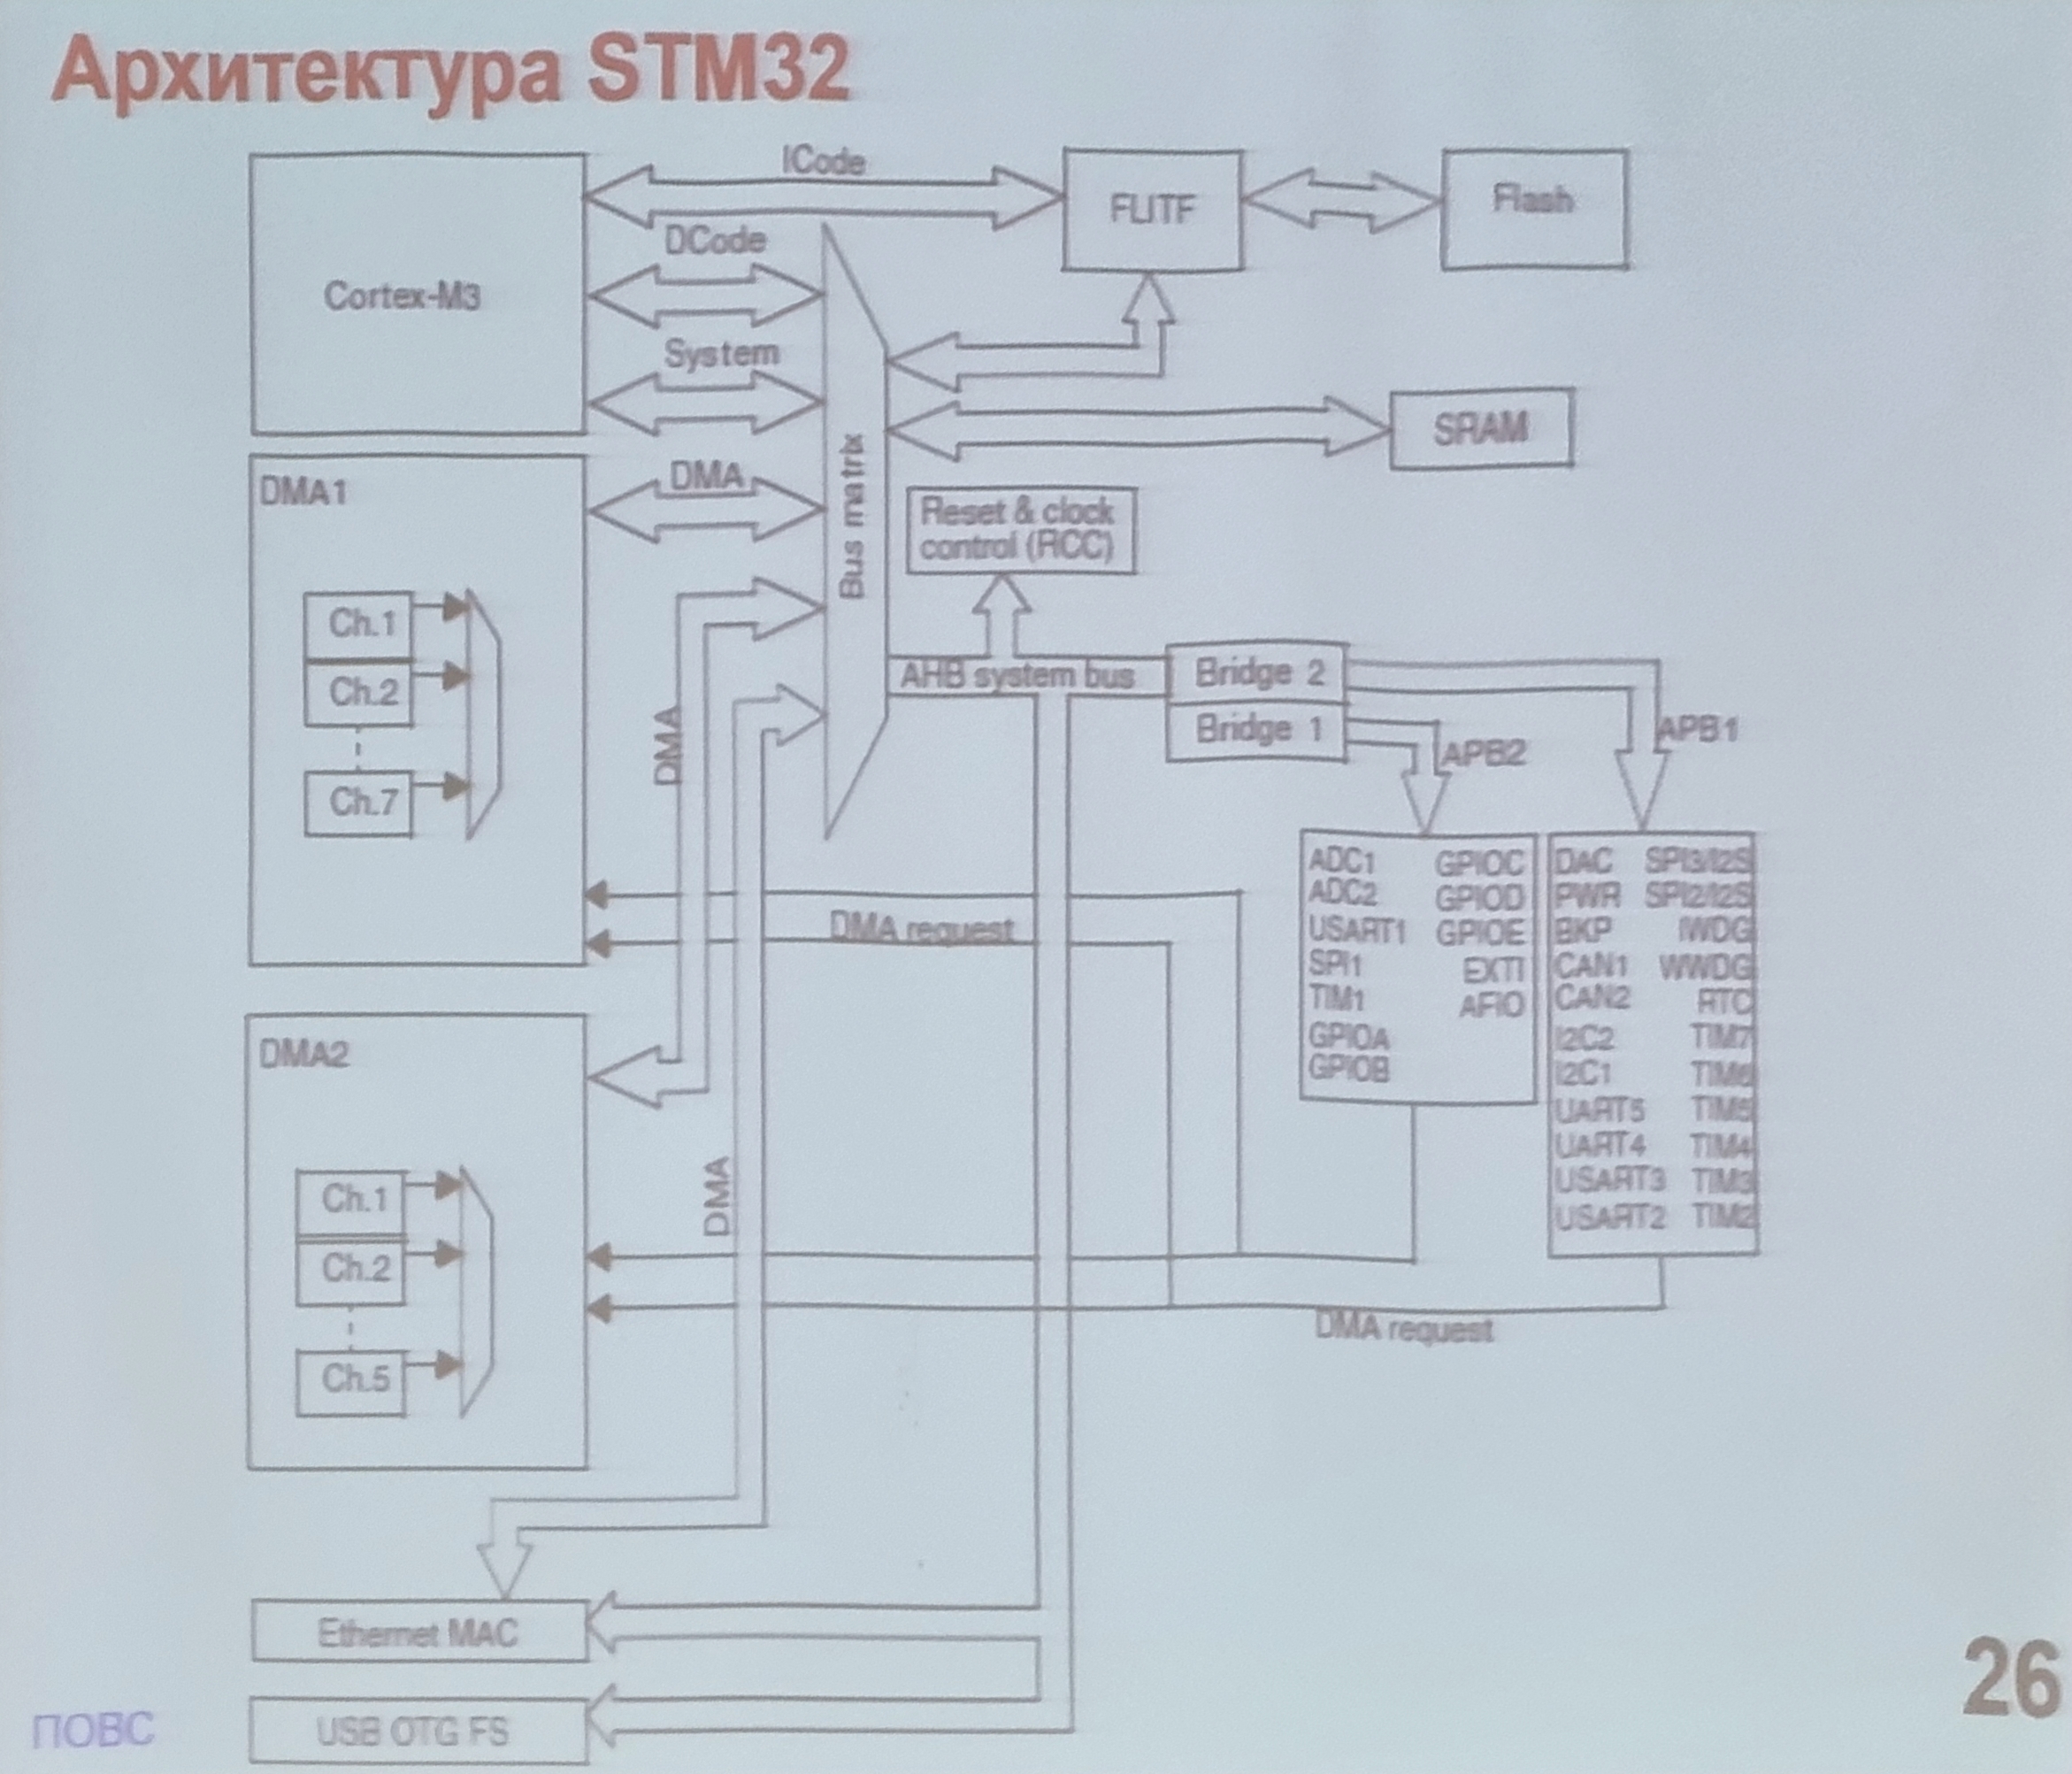 Архитектура STM32
ICode
FLITF
Flash
DCode
Cortex-M3
System
SRAM
Bus matrix
DMA1
DMA
Reset & clock
control (RCC)
Ch.1
Ch.2
Ch.7
AHB system bus
Bridge 2
Bridge 1
APB2
APB1
DMA
ADC1 GPIOC
ADC2 GPIOD
USART1 GPIOE
SPI1 EXTI
TIM1 AFIO
GPIOA
GPIOB
DAC SPI3/I2S
PWR SPI2/I2S
BKP IWDG
CAN1 WWDG
CAN2 RTC
I2C2 TIM7
I2C1 TIM6
UART5 TIM5
UART4 TIM4
USART3 TIM3
USART2 TIM2
DMA request
DMA2
DMA
Ch.1
Ch.2
Ch.5
DMA request
Ethernet MAC
USB OTG FS
ПОВС
26